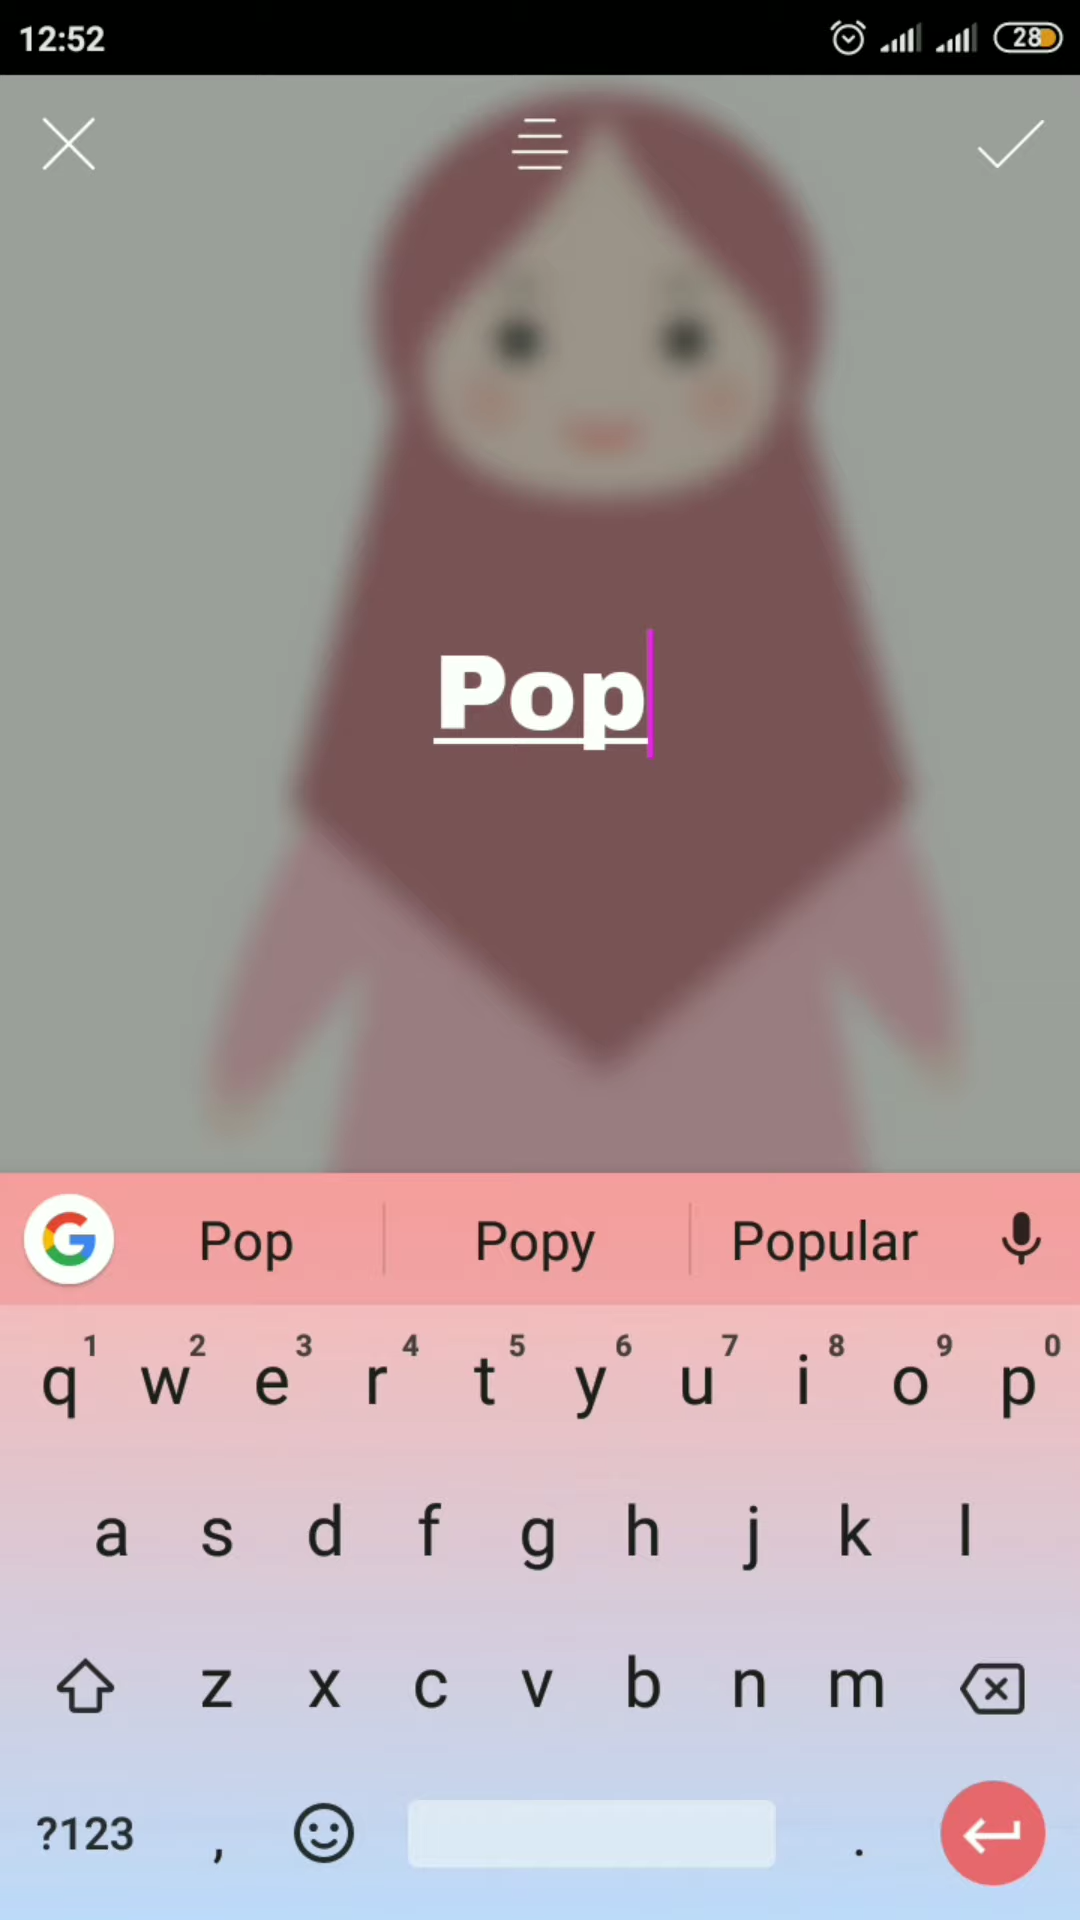 12:52
28
Pop
Pop Popy Popular
1 2 3 4 5 6 7 8 9 0
q w e r t y u i o p
a s d f g h j k l
z x c v b n m
?123 , .